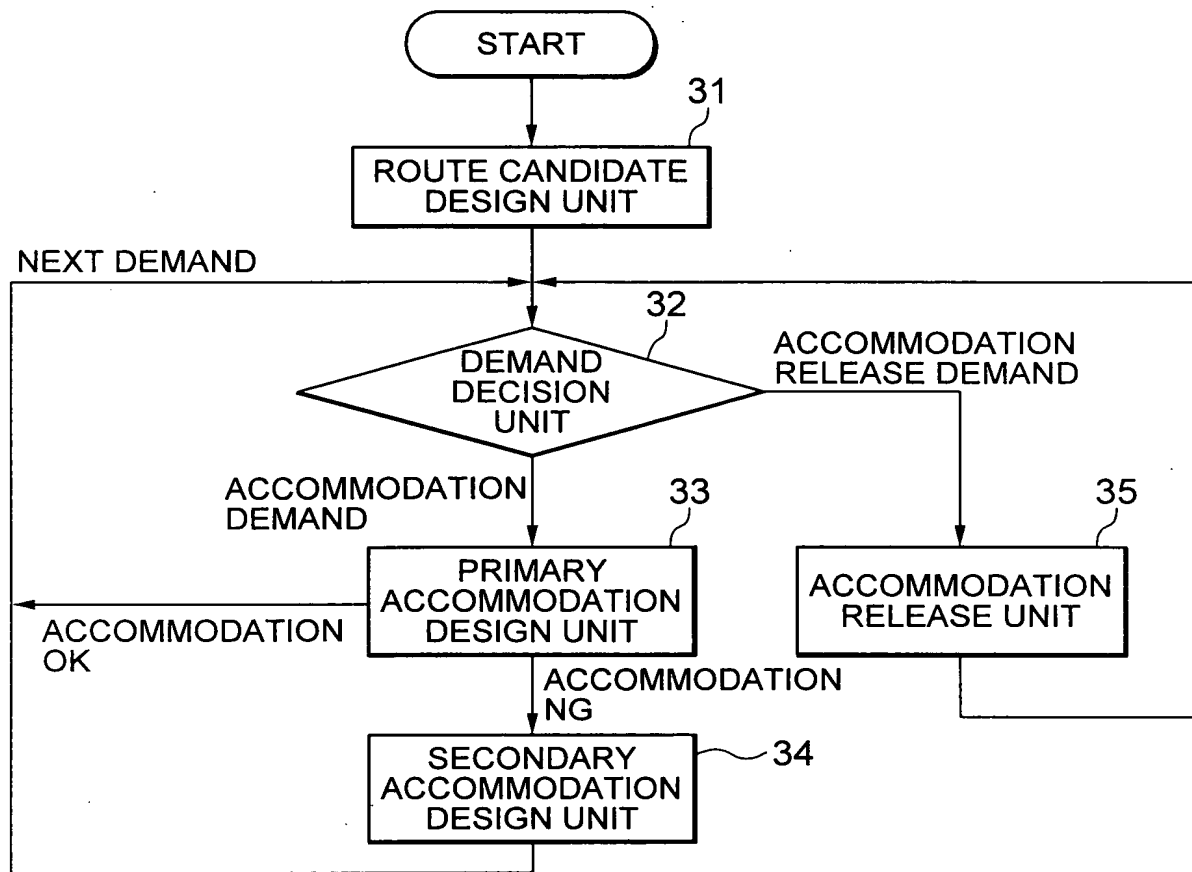 START
31
ROUTE CANDIDATE
DESIGN UNIT
NEXT DEMAND
32
DEMAND
DECISION
UNIT
ACCOMMODATION
RELEASE DEMAND
ACCOMMODATION
DEMAND
33
35
PRIMARY
ACCOMMODATION
DESIGN UNIT
ACCOMMODATION
RELEASE UNIT
ACCOMMODATION
OK
ACCOMMODATION
NG
34
SECONDARY
ACCOMMODATION
DESIGN UNIT